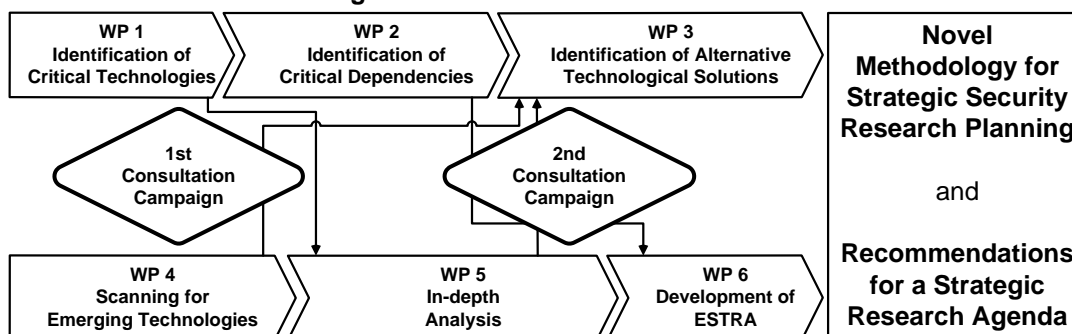 WP 1
Identification of
Critical Technologies
WP 2
Identification of
Critical Dependencies
WP 3
Identification of Alternative
Technological Solutions
1st
Consultation
Campaign
2nd
Consultation
Campaign
WP 4
Scanning for
Emerging Technologies
WP 5
In-depth
Analysis
WP 6
Development of
ESTRA
Novel
Methodology for
Strategic Security
Research Planning
and
Recommendations
for a Strategic
Research Agenda